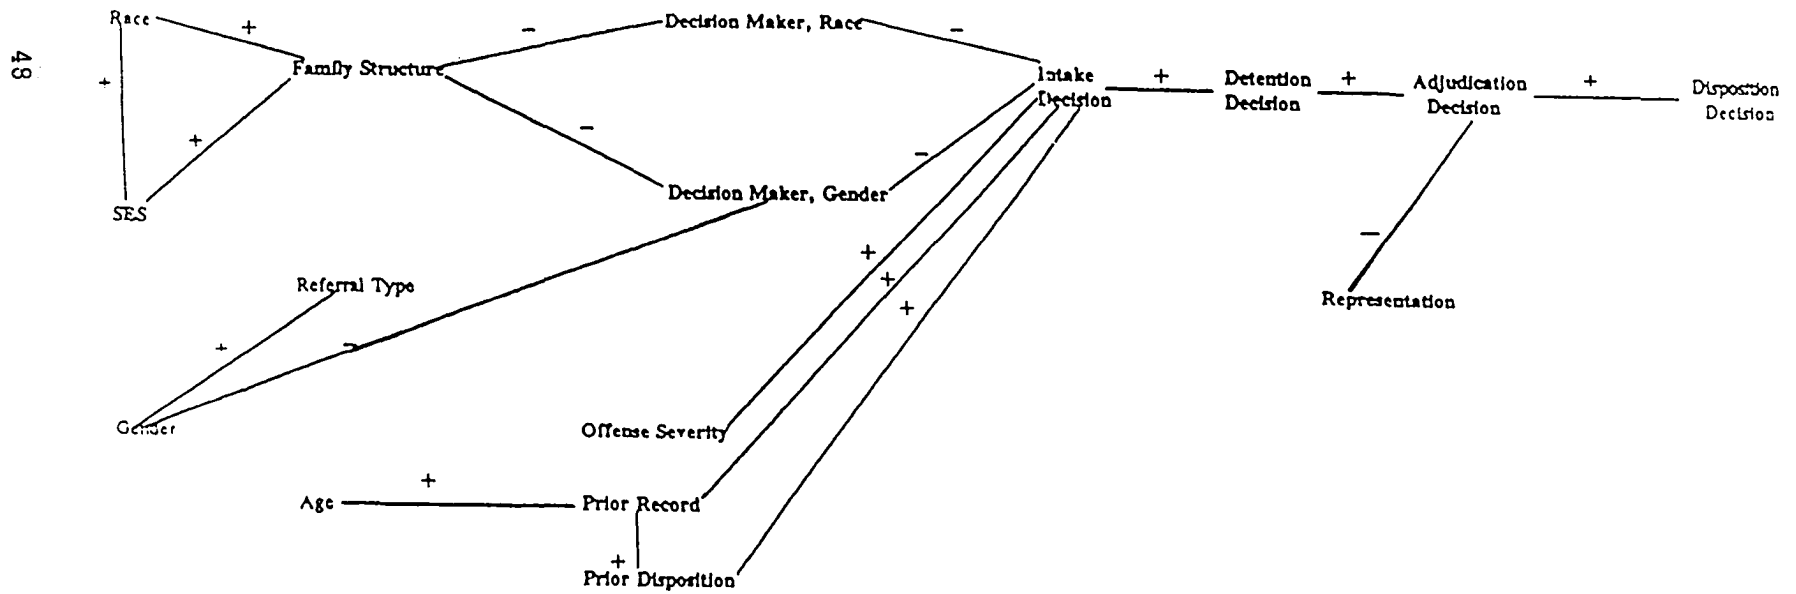 48
Race
+
−
Decision Maker, Race
−
Family Structure
+
Intake
Decision
+
Detention
Decision
+
Adjudication
Decision
+
Disposition
Decision
+
−
−
SES
Decision Maker, Gender
−
Representation
+
+
+
Referral Type
+
−
Gender
Offense Severity
+
Age
Prior Record
+
Prior Disposition